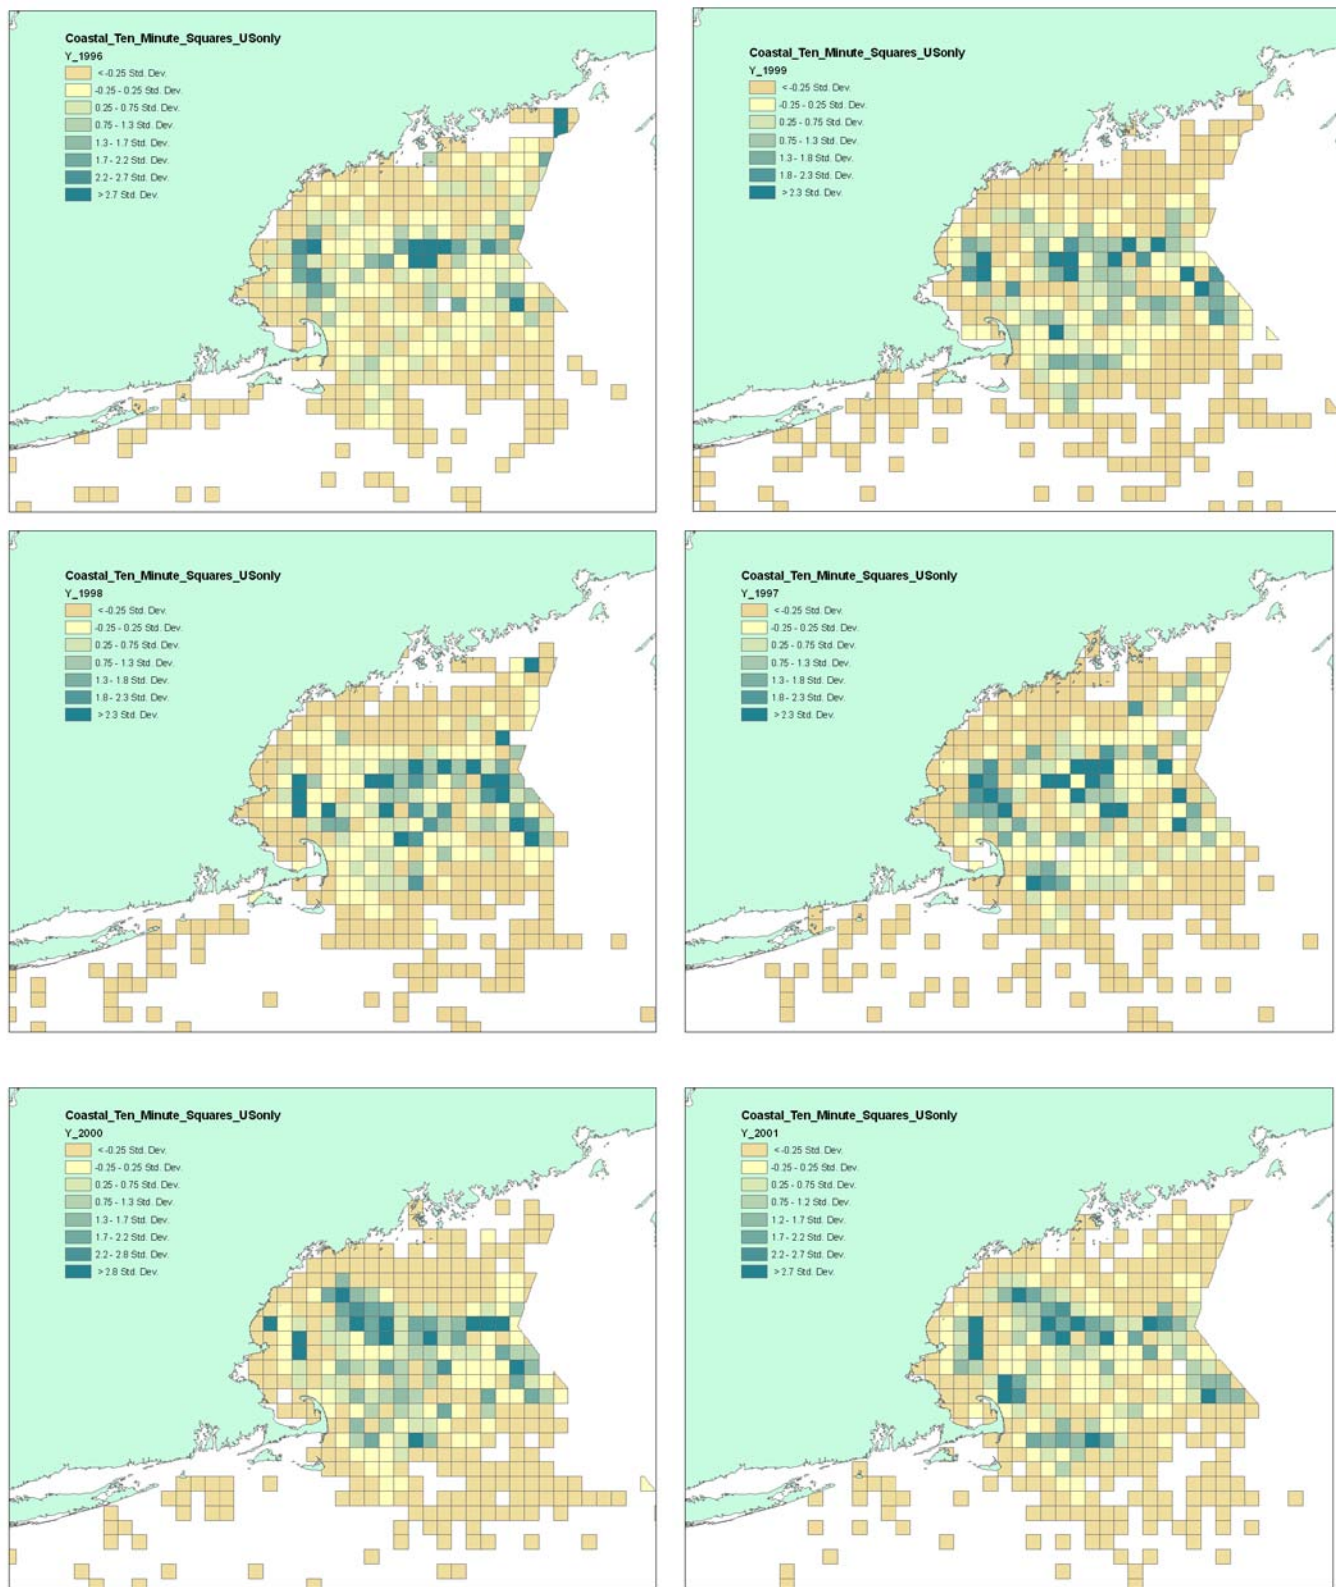 Coastal_Ten_Minute_Squares_USonly
Y_1996
< -0.25 Std. Dev.
-0.25 - 0.25 Std. Dev.
0.25 - 0.75 Std. Dev.
0.75 - 1.3 Std. Dev.
1.3 - 1.7 Std. Dev.
1.7 - 2.2 Std. Dev.
2.2 - 2.7 Std. Dev.
> 2.7 Std. Dev.
Coastal_Ten_Minute_Squares_USonly
Y_1999
< -0.25 Std. Dev.
-0.25 - 0.25 Std. Dev.
0.25 - 0.75 Std. Dev.
0.75 - 1.3 Std. Dev.
1.3 - 1.8 Std. Dev.
1.8 - 2.3 Std. Dev.
> 2.3 Std. Dev.
Coastal_Ten_Minute_Squares_USonly
Y_1998
< -0.25 Std. Dev.
-0.25 - 0.25 Std. Dev.
0.25 - 0.75 Std. Dev.
0.75 - 1.3 Std. Dev.
1.3 - 1.8 Std. Dev.
1.8 - 2.3 Std. Dev.
> 2.3 Std. Dev.
Coastal_Ten_Minute_Squares_USonly
Y_1997
< -0.25 Std. Dev.
-0.25 - 0.25 Std. Dev.
0.25 - 0.75 Std. Dev.
0.75 - 1.3 Std. Dev.
1.3 - 1.8 Std. Dev.
1.8 - 2.3 Std. Dev.
> 2.3 Std. Dev.
Coastal_Ten_Minute_Squares_USonly
Y_2000
< -0.25 Std. Dev.
-0.25 - 0.25 Std. Dev.
0.25 - 0.75 Std. Dev.
0.75 - 1.3 Std. Dev.
1.3 - 1.7 Std. Dev.
1.7 - 2.2 Std. Dev.
2.2 - 2.8 Std. Dev.
> 2.8 Std. Dev.
Coastal_Ten_Minute_Squares_USonly
Y_2001
< -0.25 Std. Dev.
-0.25 - 0.25 Std. Dev.
0.25 - 0.75 Std. Dev.
0.75 - 1.2 Std. Dev.
1.2 - 1.7 Std. Dev.
1.7 - 2.2 Std. Dev.
2.2 - 2.7 Std. Dev.
> 2.7 Std. Dev.